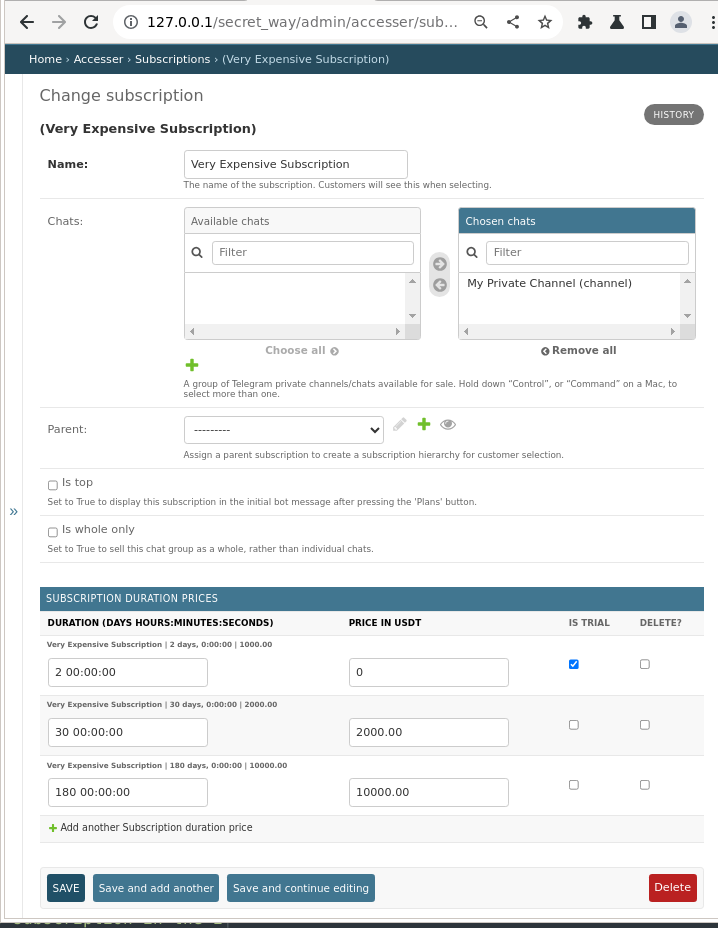 127.0.0.1/secret_way/admin/accesser/sub...
Home › Accesser › Subscriptions › (Very Expensive Subscription)
Change subscription
HISTORY
(Very Expensive Subscription)
Name:
Very Expensive Subscription
The name of the subscription. Customers will see this when selecting.
Chats:
Available chats
Chosen chats
Filter
Filter
My Private Channel (channel)
Choose all
Remove all
A group of Telegram private channels/chats available for sale. Hold down “Control”, or “Command” on a Mac, to
select more than one.
Parent:
---------
Assign a parent subscription to create a subscription hierarchy for customer selection.
Is top
Set to True to display this subscription in the initial bot message after pressing the 'Plans' button.
»
Is whole only
Set to True to sell this chat group as a whole, rather than individual chats.
SUBSCRIPTION DURATION PRICES
DURATION (DAYS HOURS:MINUTES:SECONDS) PRICE IN USDT IS TRIAL DELETE?
Very Expensive Subscription | 2 days, 0:00:00 | 1000.00
2 00:00:00 0
Very Expensive Subscription | 30 days, 0:00:00 | 2000.00
30 00:00:00 2000.00
Very Expensive Subscription | 180 days, 0:00:00 | 10000.00
180 00:00:00 10000.00
Add another Subscription duration price
SAVE Save and add another Save and continue editing Delete